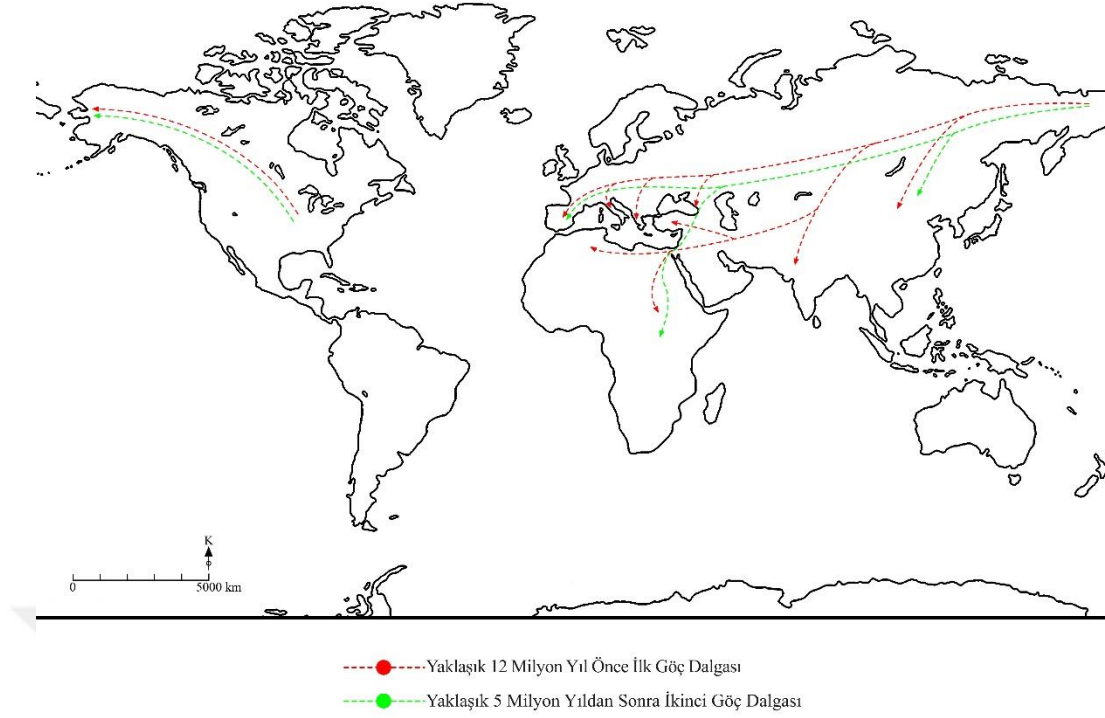 K
0 5000 km
Yaklaşık 12 Milyon Yıl Önce İlk Göç Dalgası
Yaklaşık 5 Milyon Yıldan Sonra İkinci Göç Dalgası